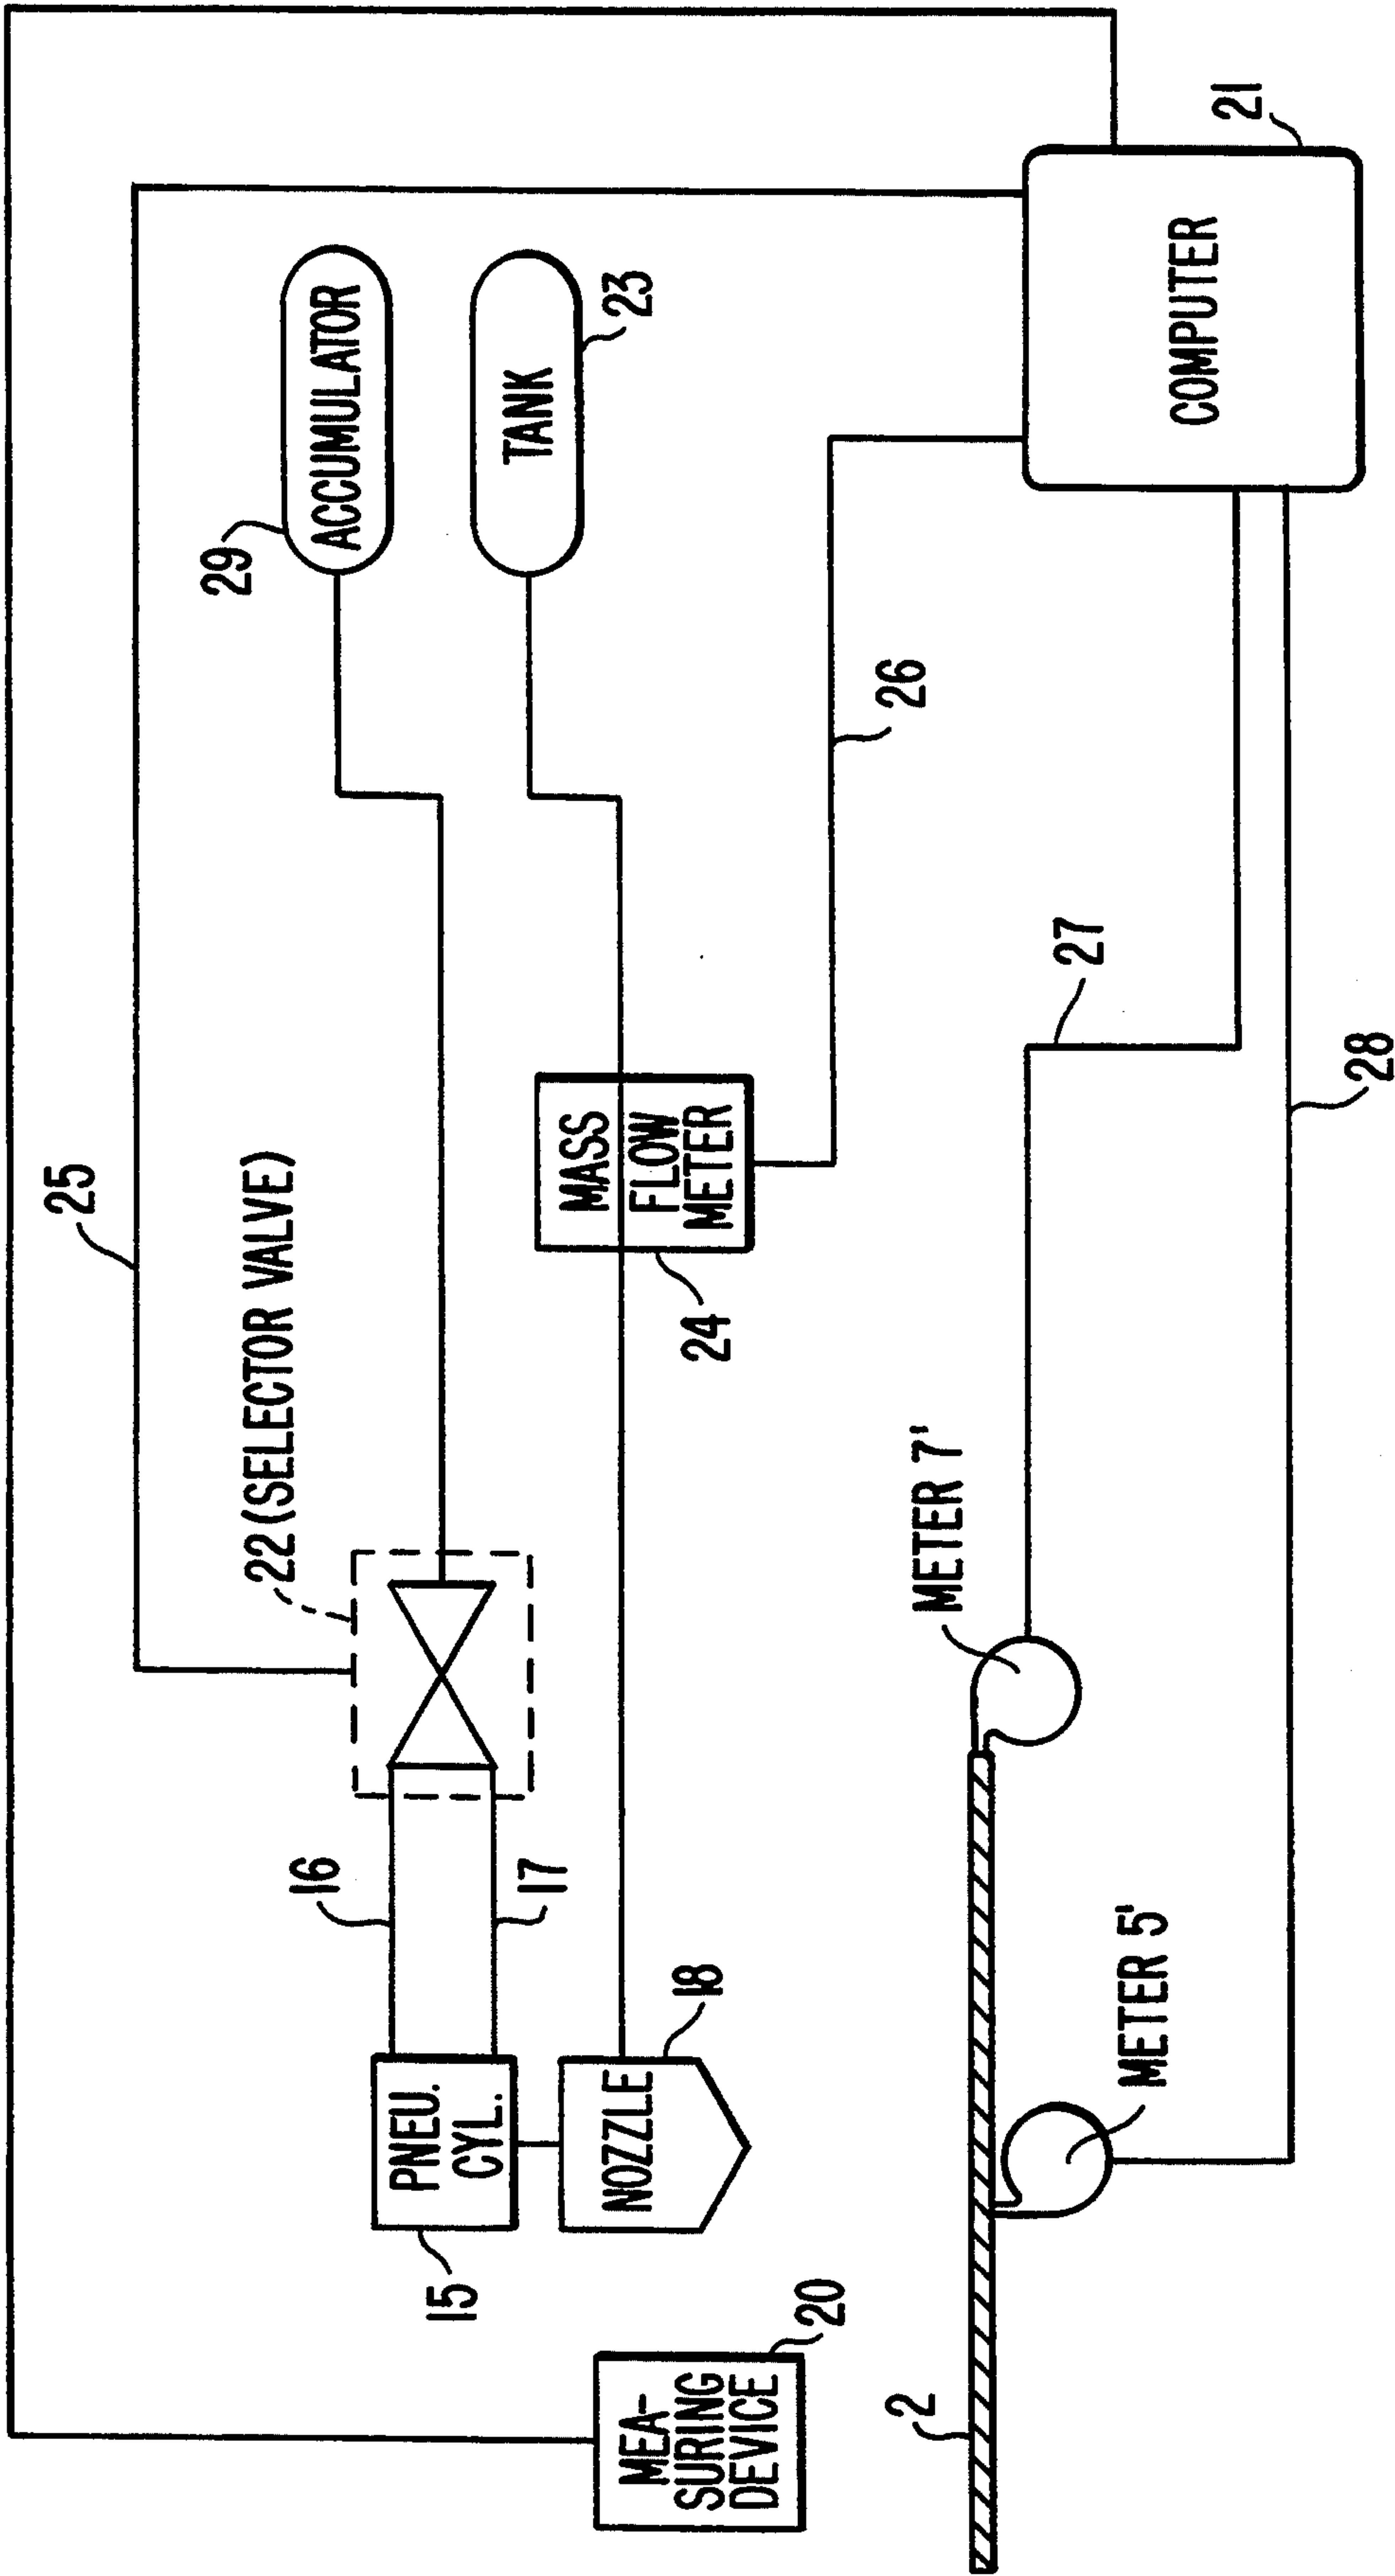 25
22 (SELECTOR VALVE)
29
ACCUMULATOR
TANK
23
21
COMPUTER
16
17
PNEU.
CYL.
15
NOZZLE
18
MASS
FLOW
METER
24
26
27
28
MEA-
SURING
DEVICE
20
2
METER 7'
METER 5'